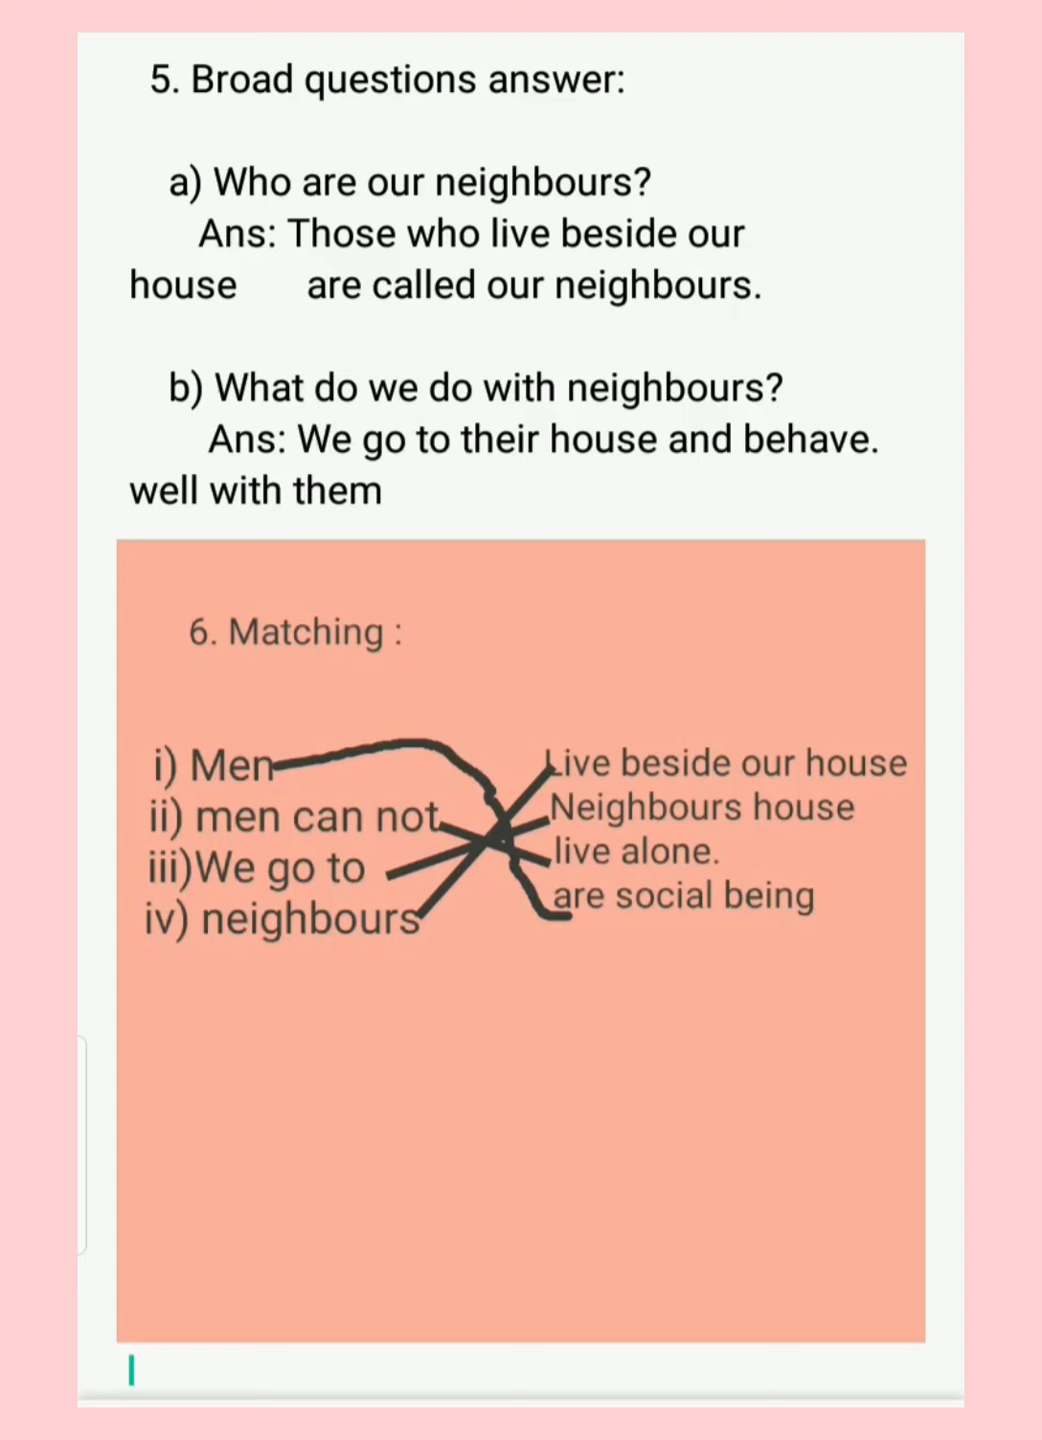 5. Broad questions answer:
a) Who are our neighbours?
Ans: Those who live beside our
house are called our neighbours.
b) What do we do with neighbours?
Ans: We go to their house and behave.
well with them
6. Matching :
i) Men
ii) men can not
iii)We go to
iv) neighbours
Live beside our house
Neighbours house
live alone.
are social being